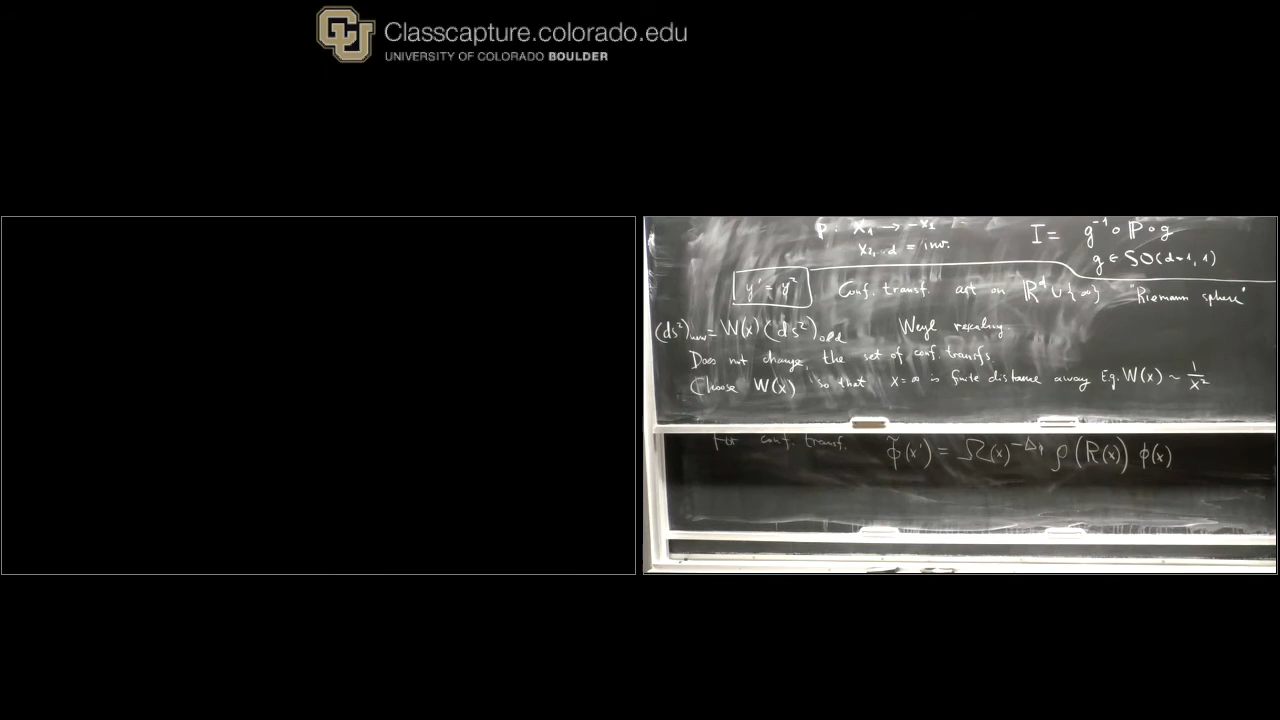 Classcapture.colorado.edu
UNIVERSITY OF COLORADO BOULDER
P: x₁ → -x₁
x₂..d = inv.
I = g⁻¹ ∘ P ∘ g
g ∈ SO(d+1, 1)
y' = y² Conf. transf. act on ℝᵈ ∪ {∞} "Riemann sphere"
(ds²)new = W(x) (ds²)old Weyl rescaling.
Does not change the set of conf. transfs.
Choose W(x) so that x=∞ is finite distance away E.g. W(x) ~ 1/x²
For conf. transf. φ̃(x') = Ω(x)^-Δφ ρ(R(x)) φ(x)